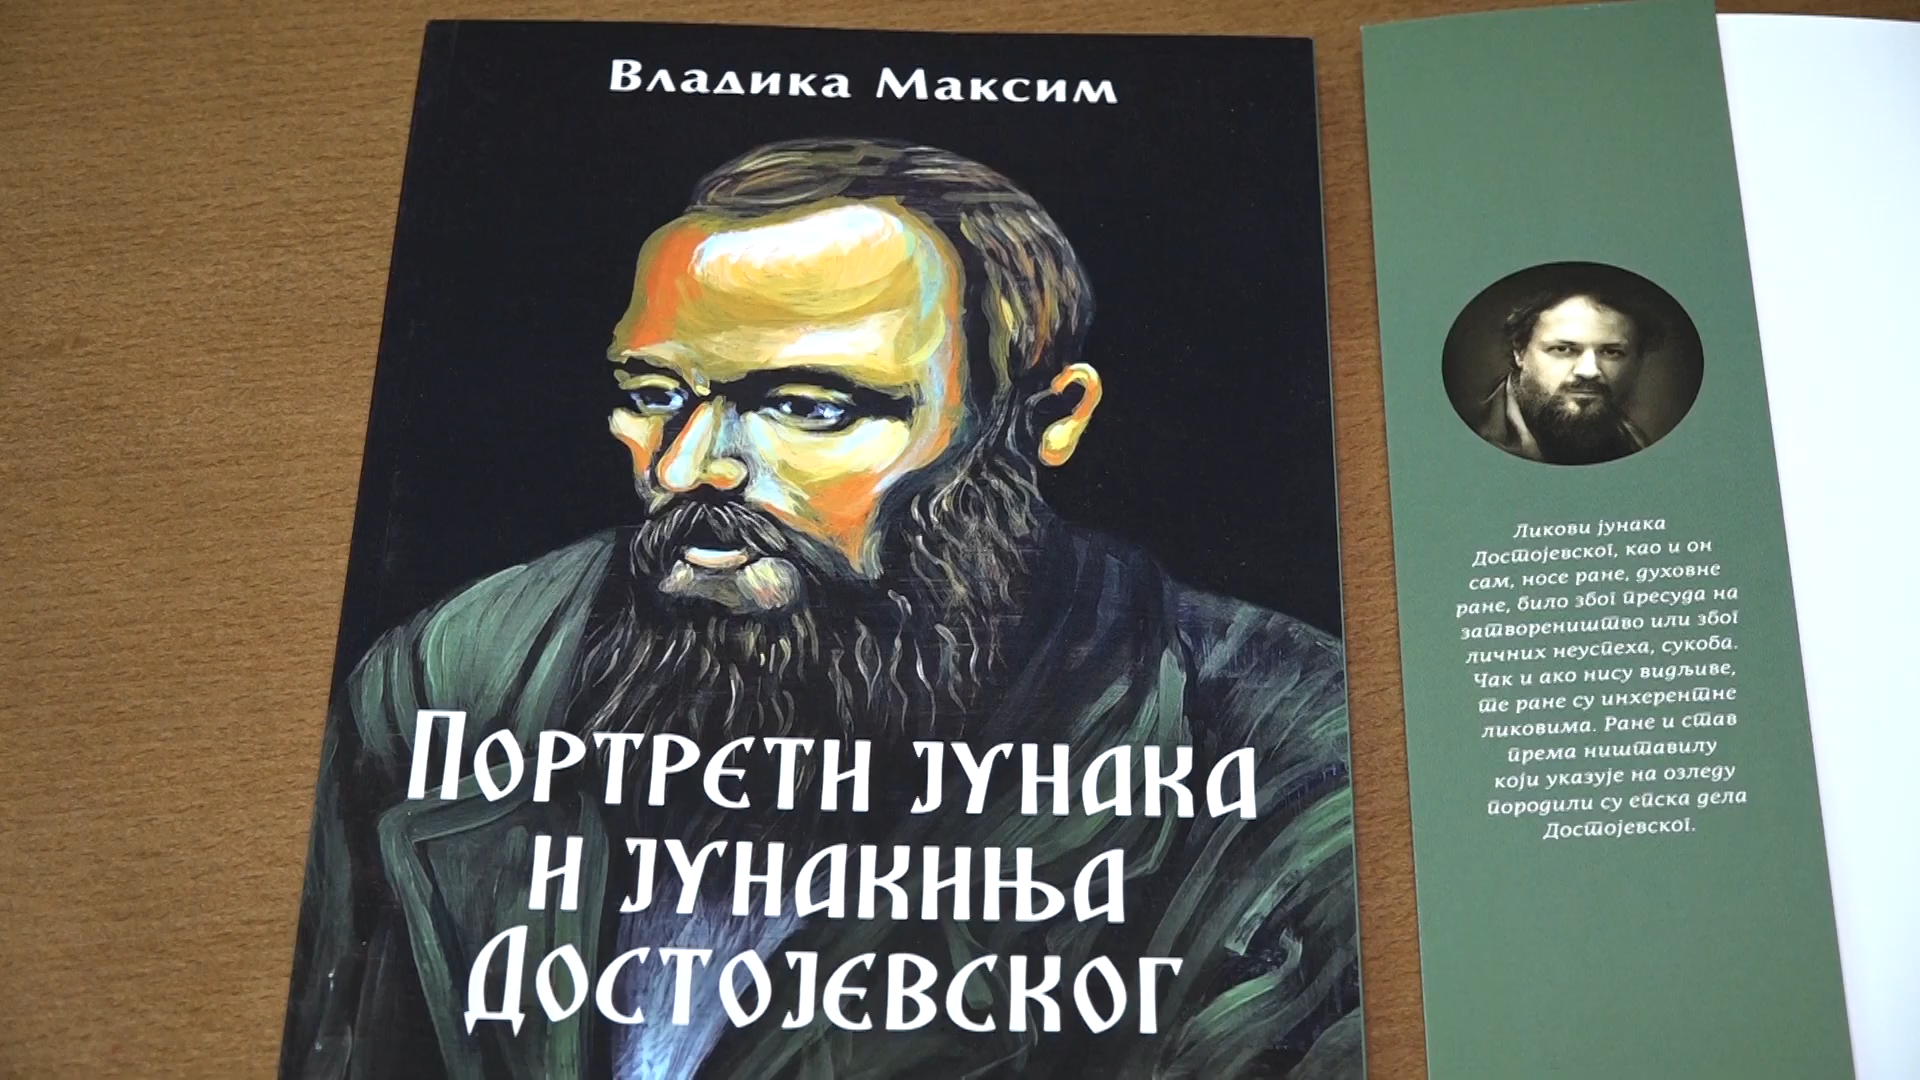 Владика Максим
Портрети јунака
и јунакиња
Достојевског
Ликови јунака
Достојевског, као и он
сам, носе ране, духовне
ране, било због пресуда на
затвореништво или због
личних неуспеха, сукоба.
Чак и ако нису видљиве,
те ране су инхерентне
ликовима. Ране и став
према ништавилу
који указује на озледу
породили су епска дела
Достојевског.